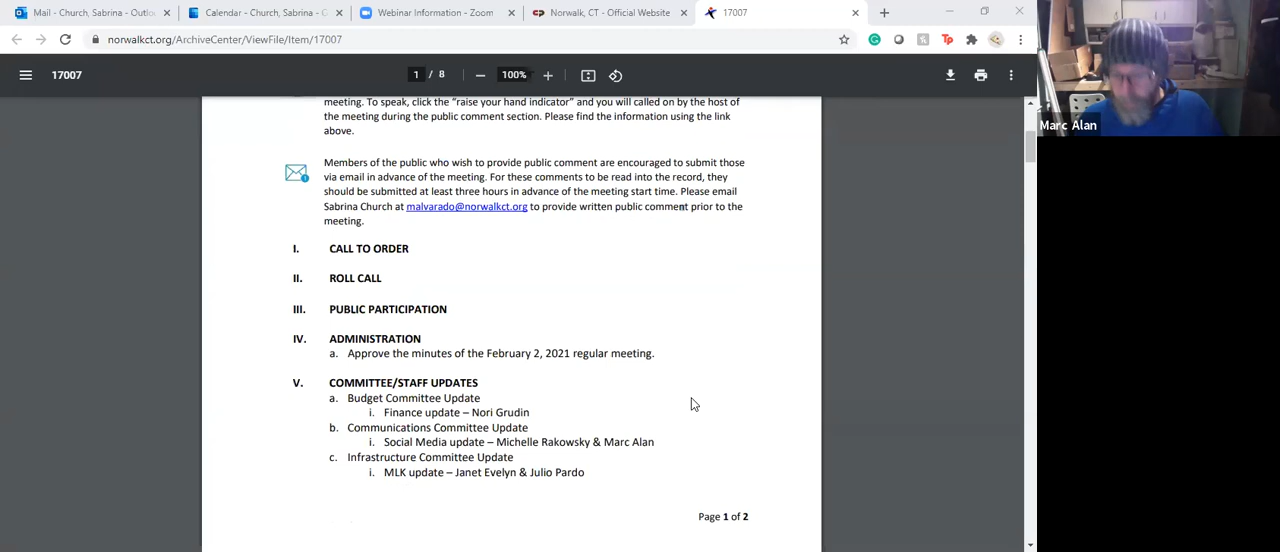 Mail - Church, Sabrina - Outlo
Calendar - Church, Sabrina - C
Webinar Information - Zoom
Norwalk, CT - Official Website
17007
norwalkct.org/ArchiveCenter/ViewFile/Item/17007
17007
1 / 8
100%
Marc Alan
meeting. To speak, click the “raise your hand indicator” and you will called on by the host of
the meeting during the public comment section. Please find the information using the link
above.
Members of the public who wish to provide public comment are encouraged to submit those
via email in advance of the meeting. For these comments to be read into the record, they
should be submitted at least three hours in advance of the meeting start time. Please email
Sabrina Church at malvarado@norwalkct.org to provide written public comment prior to the
meeting.
I. CALL TO ORDER
II. ROLL CALL
III. PUBLIC PARTICIPATION
IV. ADMINISTRATION
a. Approve the minutes of the February 2, 2021 regular meeting.
V. COMMITTEE/STAFF UPDATES
a. Budget Committee Update
i. Finance update – Nori Grudin
b. Communications Committee Update
i. Social Media update – Michelle Rakowsky & Marc Alan
c. Infrastructure Committee Update
i. MLK update – Janet Evelyn & Julio Pardo
Page 1 of 2